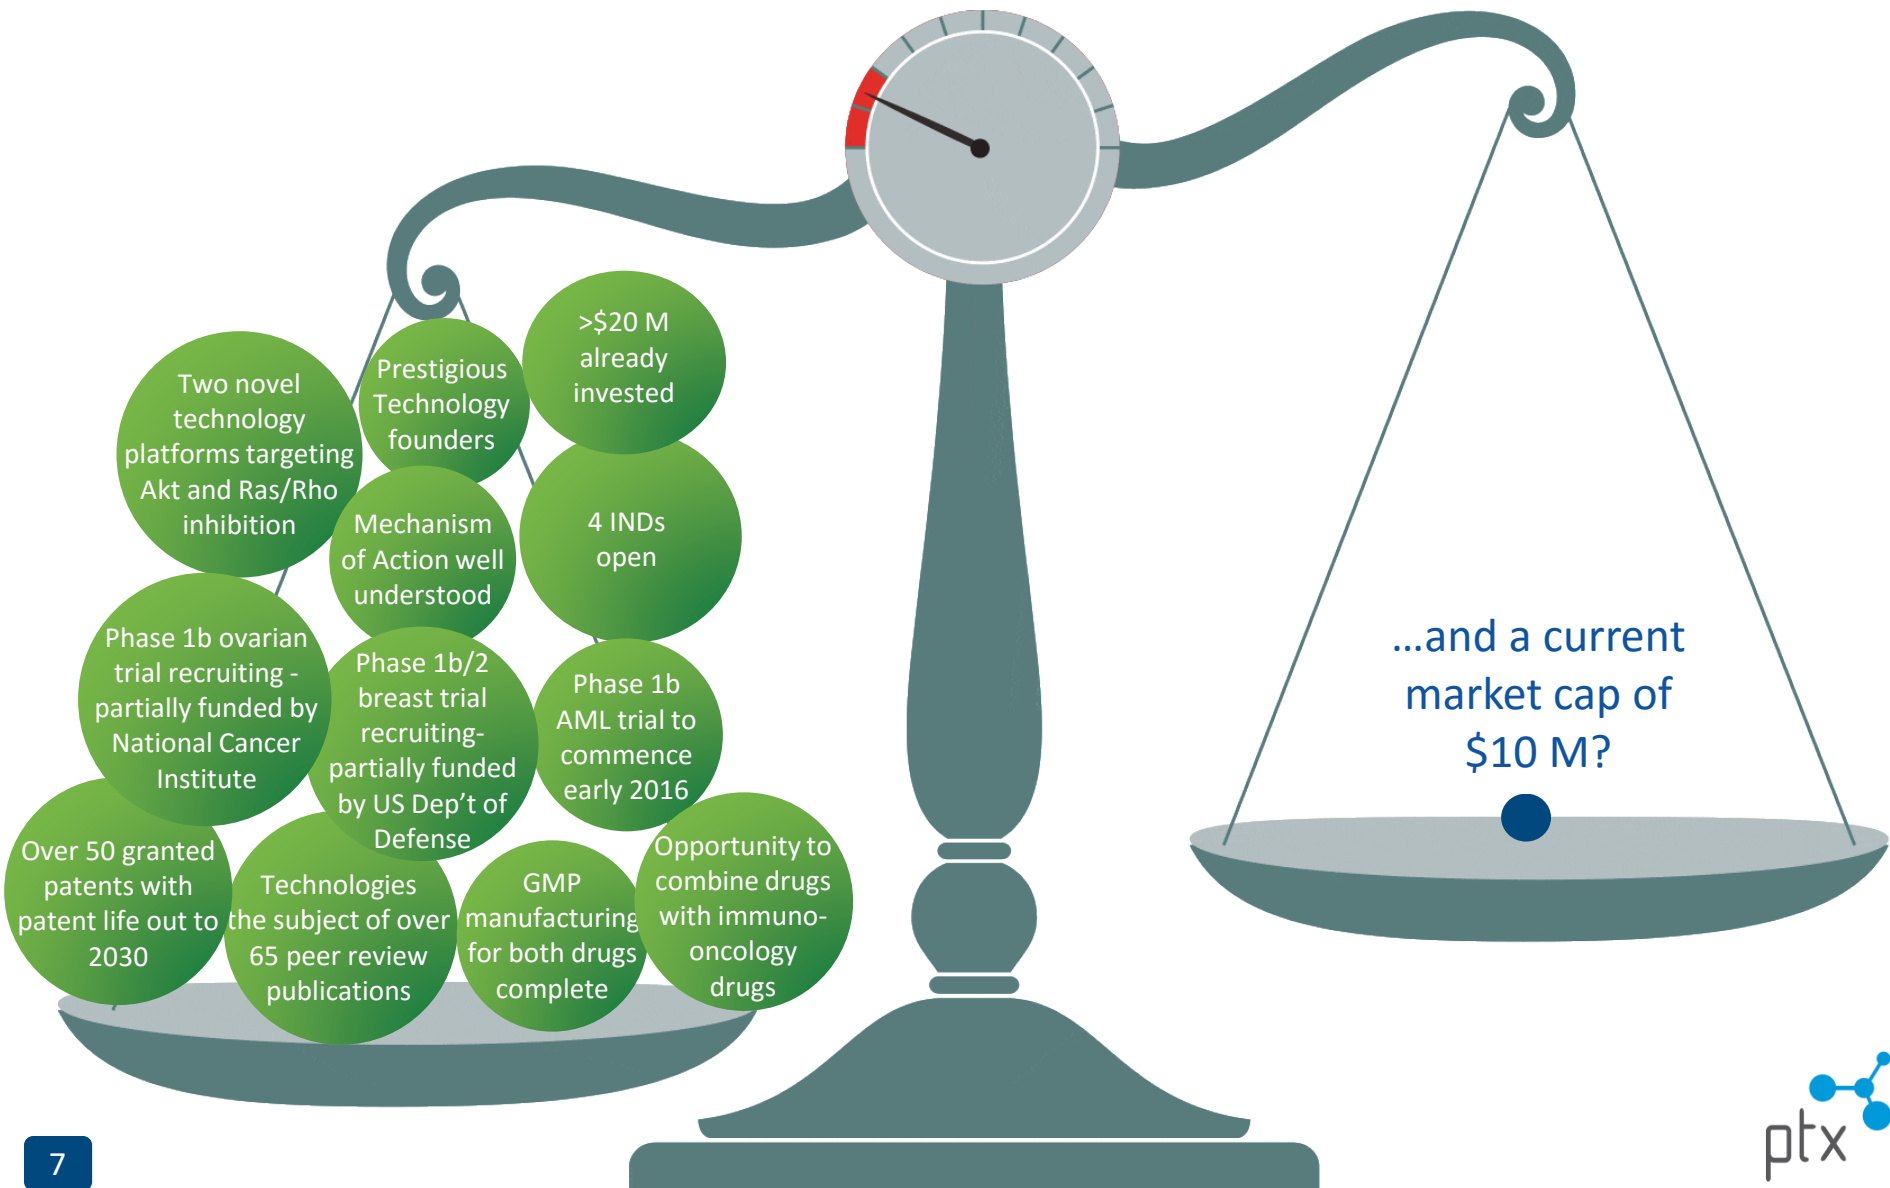 >$20 M
already
invested
Prestigious
Technology
founders
Two novel
technology
platforms targeting
Akt and Ras/Rho
inhibition
Mechanism
of Action well
understood
4 INDs
open
Phase 1b ovarian
trial recruiting -
partially funded by
National Cancer
Institute
Phase 1b/2
breast trial
recruiting-
partially funded
by US Dep’t of
Defense
Phase 1b
AML trial to
commence
early 2016
Over 50 granted
patents with
patent life out to
2030
Technologies
the subject of over
65 peer review
publications
GMP
manufacturing
for both drugs
complete
Opportunity to
combine drugs
with immuno-
oncology
drugs
...and a current
market cap of
$10 M?
7
ptx